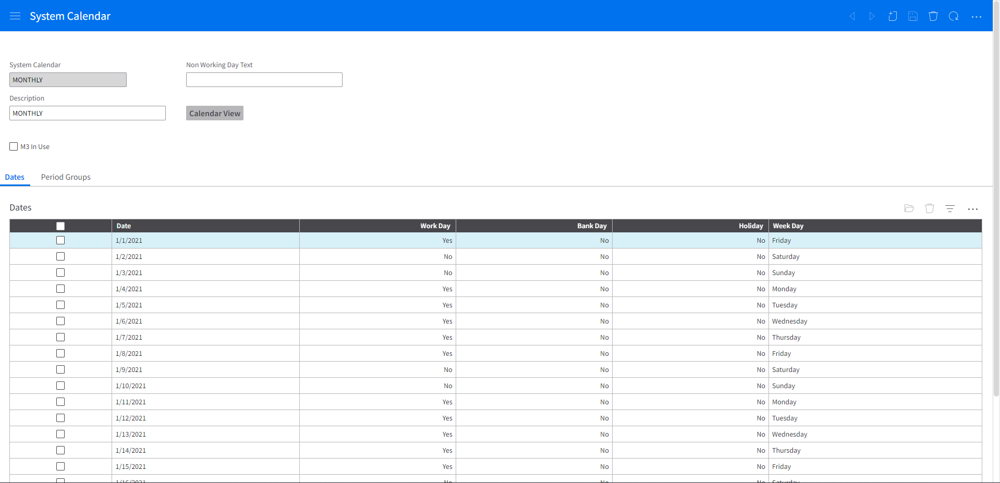 System Calendar
System Calendar
Non Working Day Text
MONTHLY
Description
MONTHLY
Calendar View
M3 In Use
Dates Period Groups
Dates
Date Work Day Bank Day Holiday Week Day
1/1/2021 Yes No No Friday
1/2/2021 No No No Saturday
1/3/2021 No No No Sunday
1/4/2021 Yes No No Monday
1/5/2021 Yes No No Tuesday
1/6/2021 Yes No No Wednesday
1/7/2021 Yes No No Thursday
1/8/2021 Yes No No Friday
1/9/2021 No No No Saturday
1/10/2021 No No No Sunday
1/11/2021 Yes No No Monday
1/12/2021 Yes No No Tuesday
1/13/2021 Yes No No Wednesday
1/14/2021 Yes No No Thursday
1/15/2021 Yes No No Friday
1/16/2021 No No No Saturday